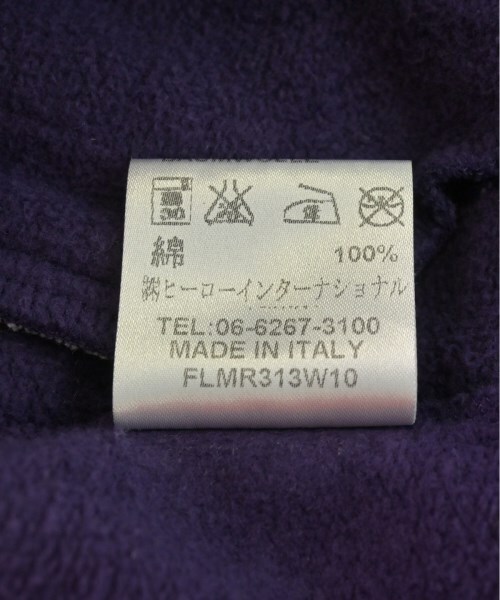 綿 100%
㈱ヒーローインターナショナル
TEL:06-6267-3100
MADE IN ITALY
FLMR313W10